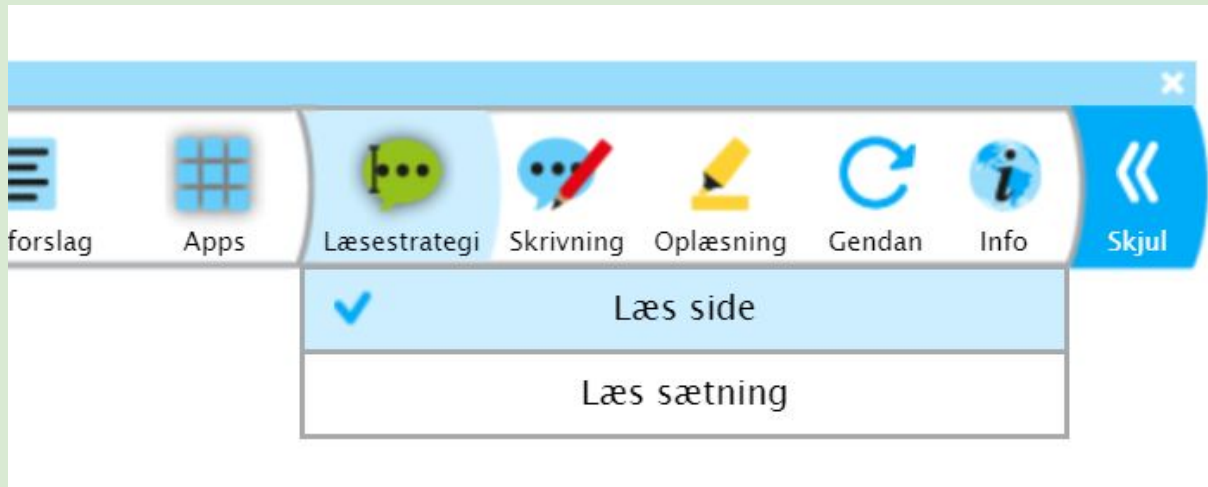 forslag Apps Læsestrategi Skrivning Oplæsning Gendan Info Skjul
Læs side
Læs sætning